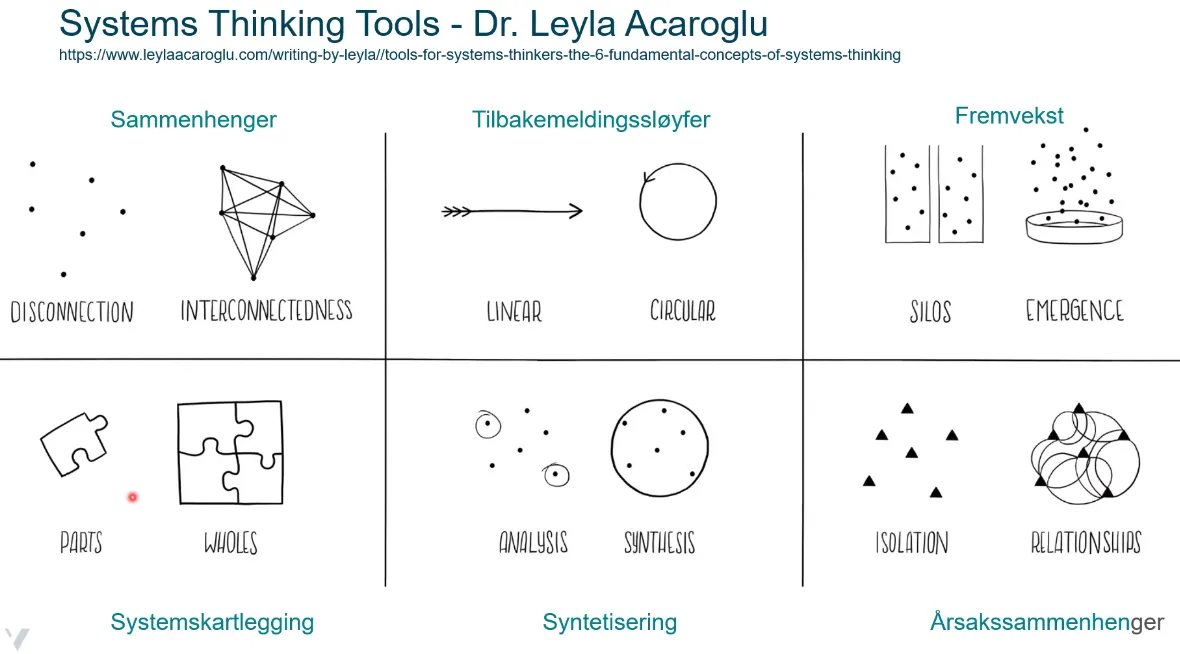 Systems Thinking Tools - Dr. Leyla Acaroglu
https://www.leylaacaroglu.com/writing-by-leyla//tools-for-systems-thinkers-the-6-fundamental-concepts-of-systems-thinking
Sammenhenger
Tilbakemeldingssløyfer
Fremvekst
DISCONNECTION
INTERCONNECTEDNESS
LINEAR
CIRCULAR
SILOS
EMERGENCE
PARTS
WHOLES
ANALYSIS
SYNTHESIS
ISOLATION
RELATIONSHIPS
Systemskartlegging
Syntetisering
Årsakssammenhenger